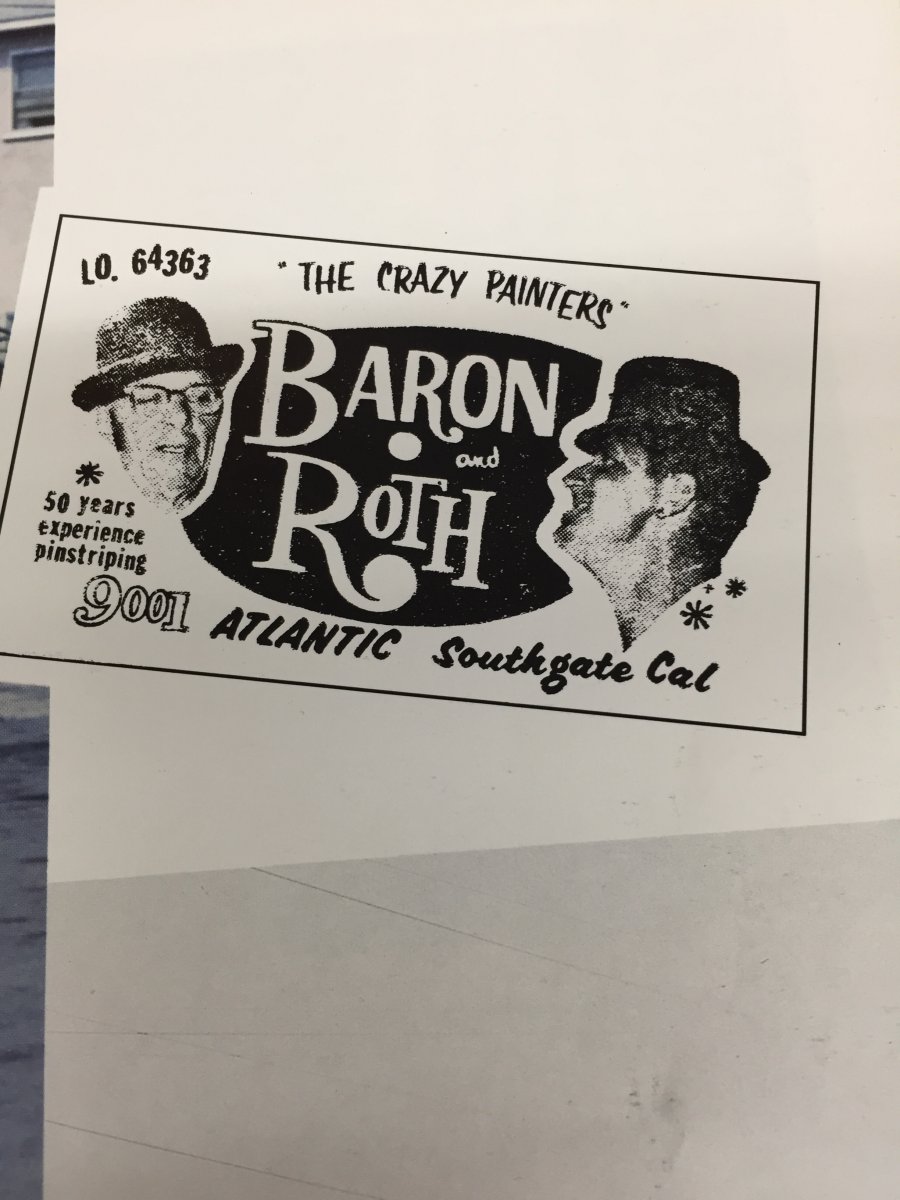 LO. 64363
"THE CRAZY PAINTERS"
BARON
and
ROTH
* 50 years
experience
pinstriping
9001 ATLANTIC Southgate Cal